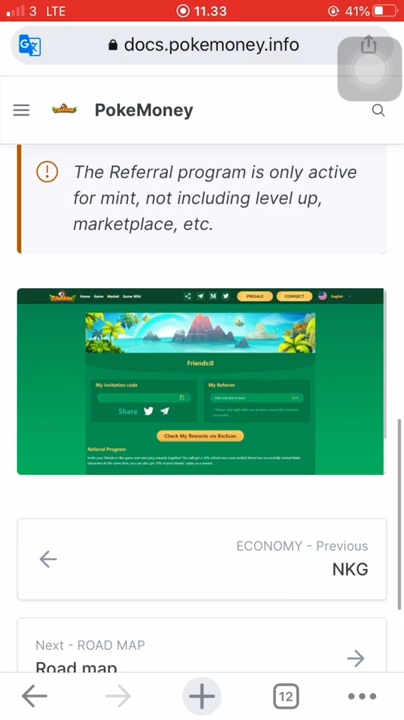 3 LTE 11.33 41%
docs.pokemoney.info
PokeMoney
The Referral program is only active
for mint, not including level up,
marketplace, etc.
Home Game Market Game Wiki PRESALE CONNECT English
Friends:0
My invitation code My Referrer
Share
Check My Rewards via BscScan
Referral Program
ECONOMY - Previous
NKG
Next - ROAD MAP
Road map
12